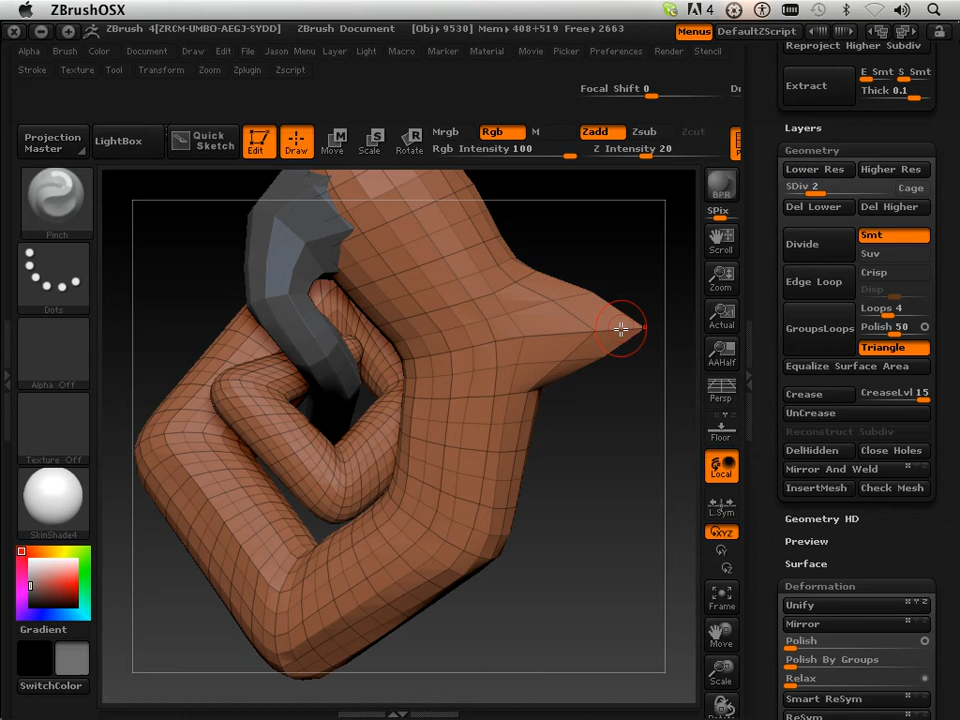 ZBrushOSX
4
ZBrush 4[ZRCM-UMBO-AEGJ-SYDD] ZBrush Document [Obj▸9530] Mem▸408+519 Free▸2663 Menus DefaultZScript
Alpha Brush Color Document Draw Edit File Jason Menu Layer Light Macro Marker Material Movie Picker Preferences Render Stencil
Stroke Texture Tool Transform Zoom Zplugin Zscript
Focal Shift 0
Projection
Master
LightBox
Quick
Sketch
Edit
Draw
Move
Scale
Rotate
Mrgb Rgb M
Rgb Intensity 100
Zadd Zsub Zcut
Z Intensity 20
Pinch
Dots
Alpha Off
Texture Off
SkinShade4
Gradient
SwitchColor
BPR
SPix
Scroll
Zoom
Actual
AAHalf
Persp
Floor
Local
L.Sym
XYZ
Frame
Move
Scale
Reproject Higher Subdiv
Extract
E Smt S Smt
Thick 0.1
Layers
Geometry
Lower Res Higher Res
SDiv 2 Cage
Del Lower Del Higher
Divide
Smt
Suv
Edge Loop
Crisp
Disp
GroupsLoops
Loops 4
Polish 50
Triangle
Equalize Surface Area
Crease CreaseLvl 15
UnCrease
Reconstruct Subdiv
DelHidden Close Holes
Mirror And Weld
InsertMesh Check Mesh
Geometry HD
Preview
Surface
Deformation
Unify
Mirror
Polish
Polish By Groups
Relax
Smart ReSym
ReSym